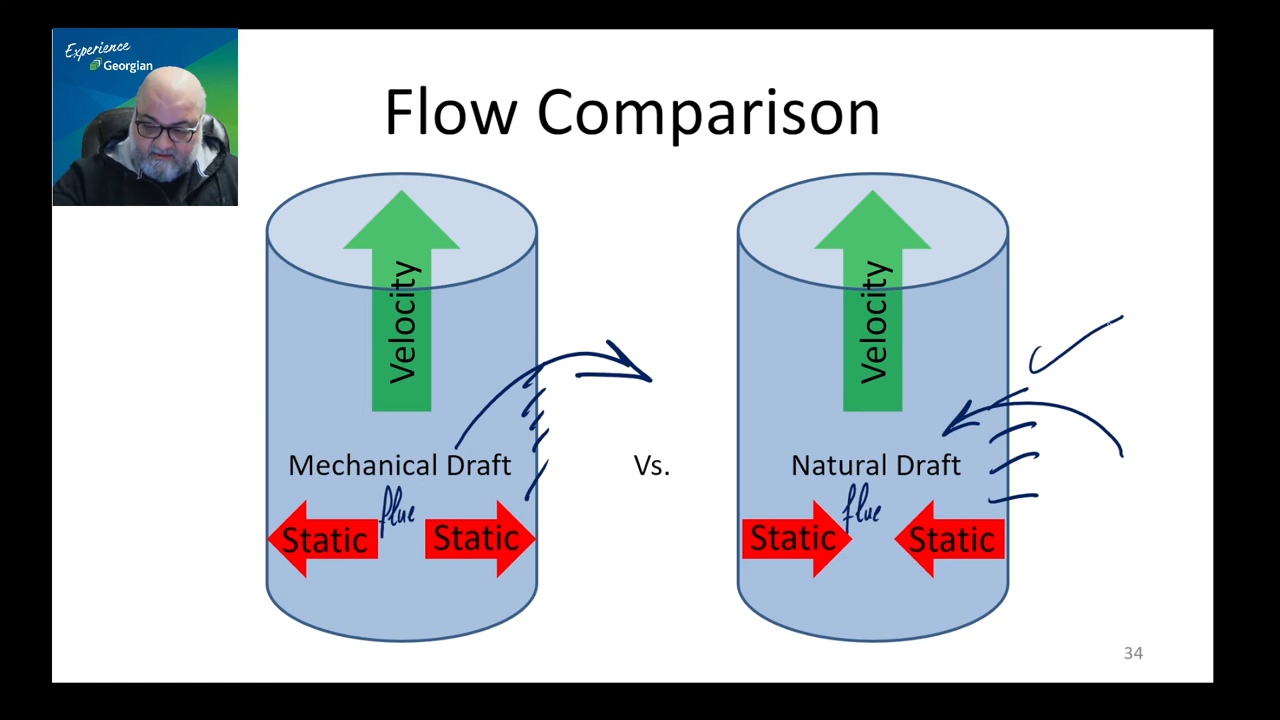 Experience
Georgian
Flow Comparison
Velocity
Velocity
Mechanical Draft
Vs.
Natural Draft
flue
flue
Static
Static
Static
Static
34